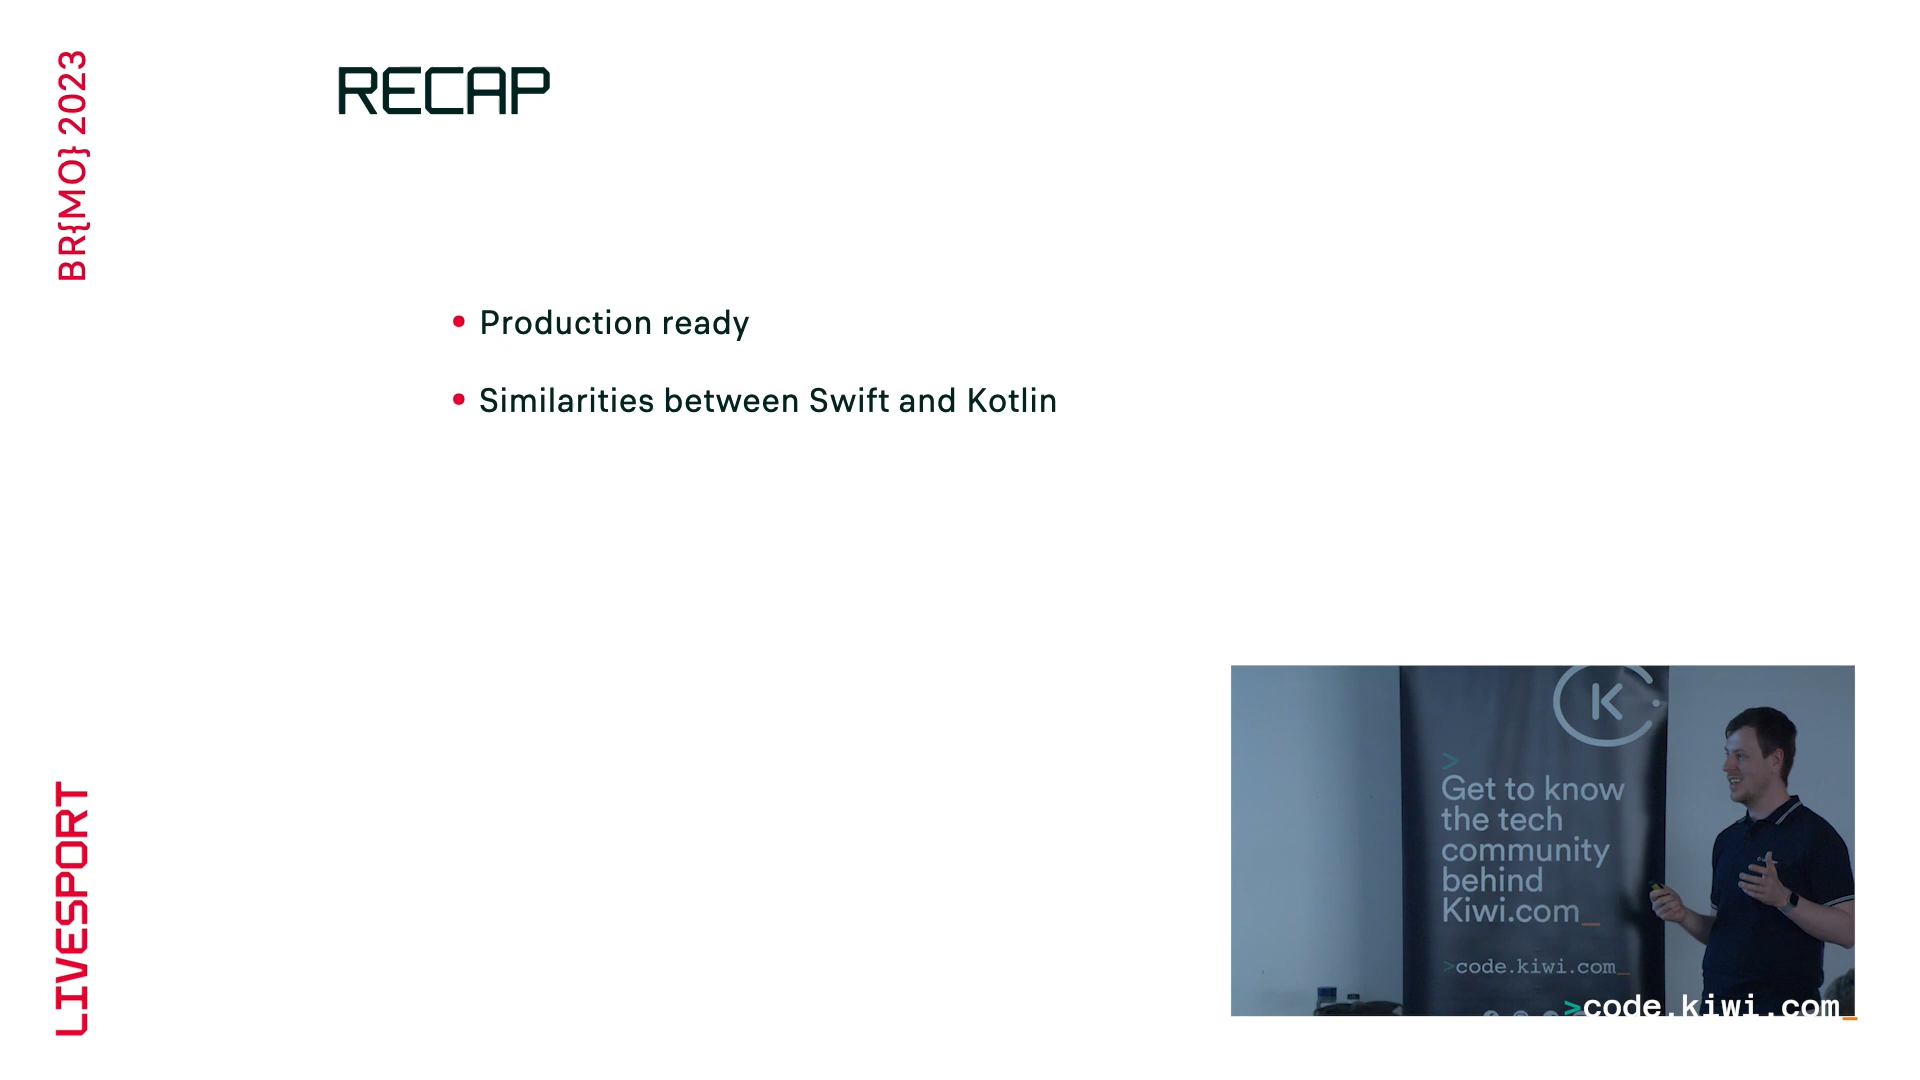 BR{MO} 2023
RECAP
• Production ready
• Similarities between Swift and Kotlin
LIVESPORT
K
>
Get to know
the tech
community
behind
Kiwi.com_
>code.kiwi.com_
>code.kiwi.com_